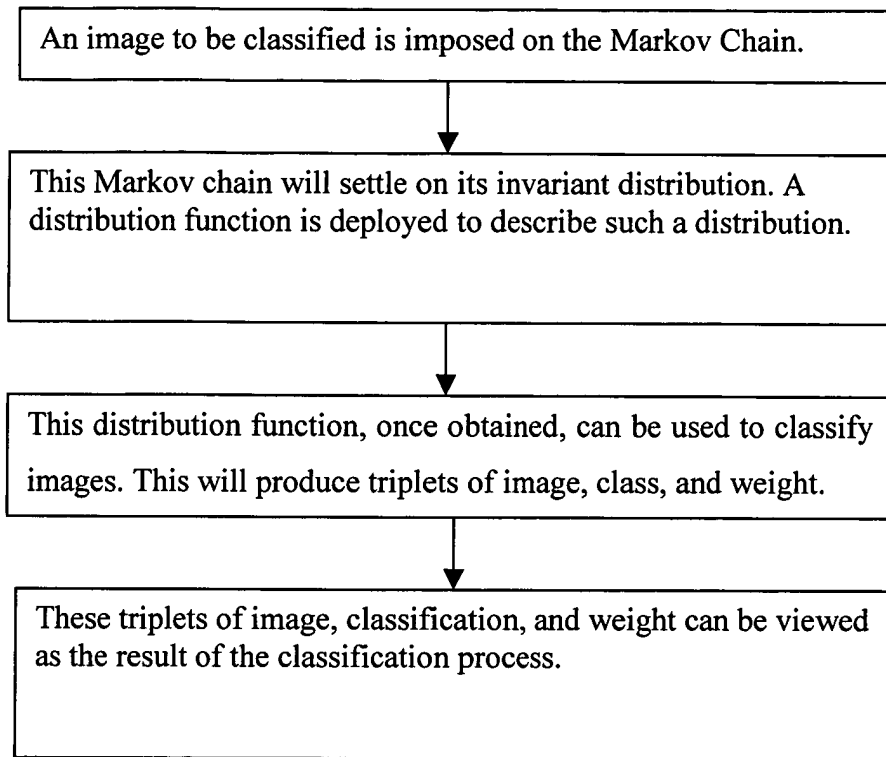 An image to be classified is imposed on the Markov Chain.
This Markov chain will settle on its invariant distribution. A
distribution function is deployed to describe such a distribution.
This distribution function, once obtained, can be used to classify
images. This will produce triplets of image, class, and weight.
These triplets of image, classification, and weight can be viewed
as the result of the classification process.